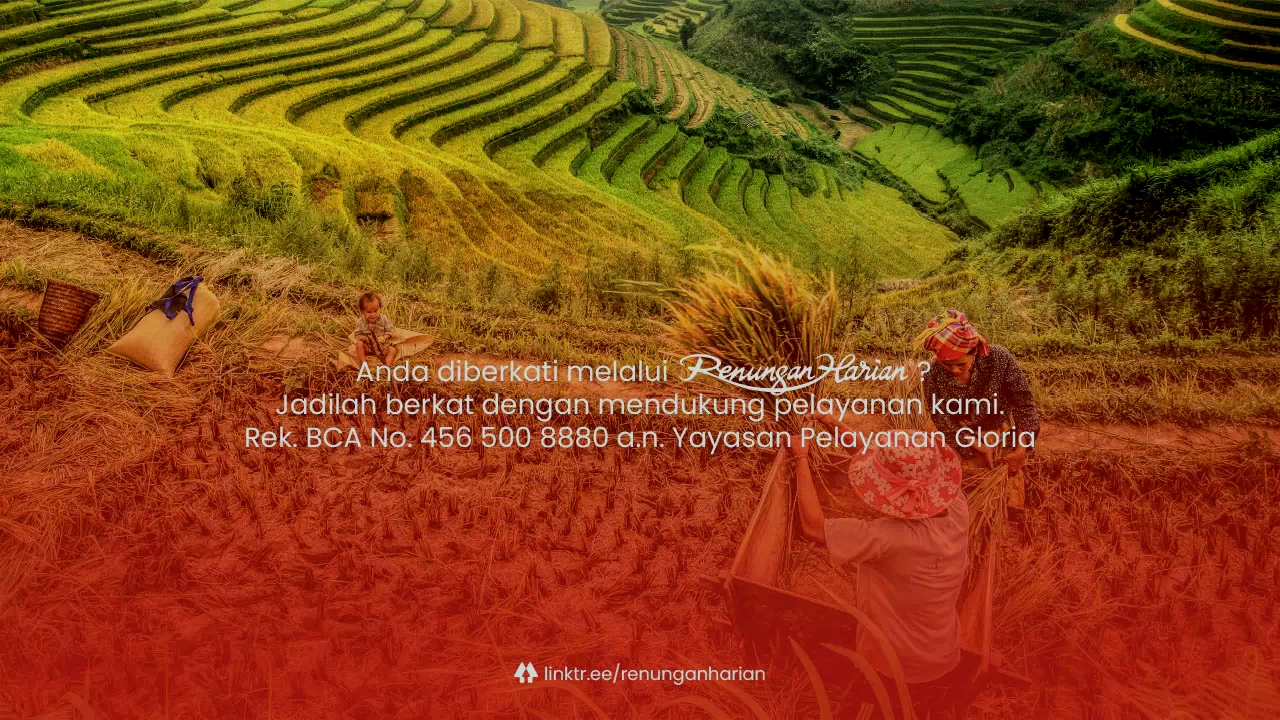 Anda diberkati melalui Renungan Harian ?
Jadilah berkat dengan mendukung pelayanan kami.
Rek. BCA No. 456 500 8880 a.n. Yayasan Pelayanan Gloria
linktr.ee/renunganharian